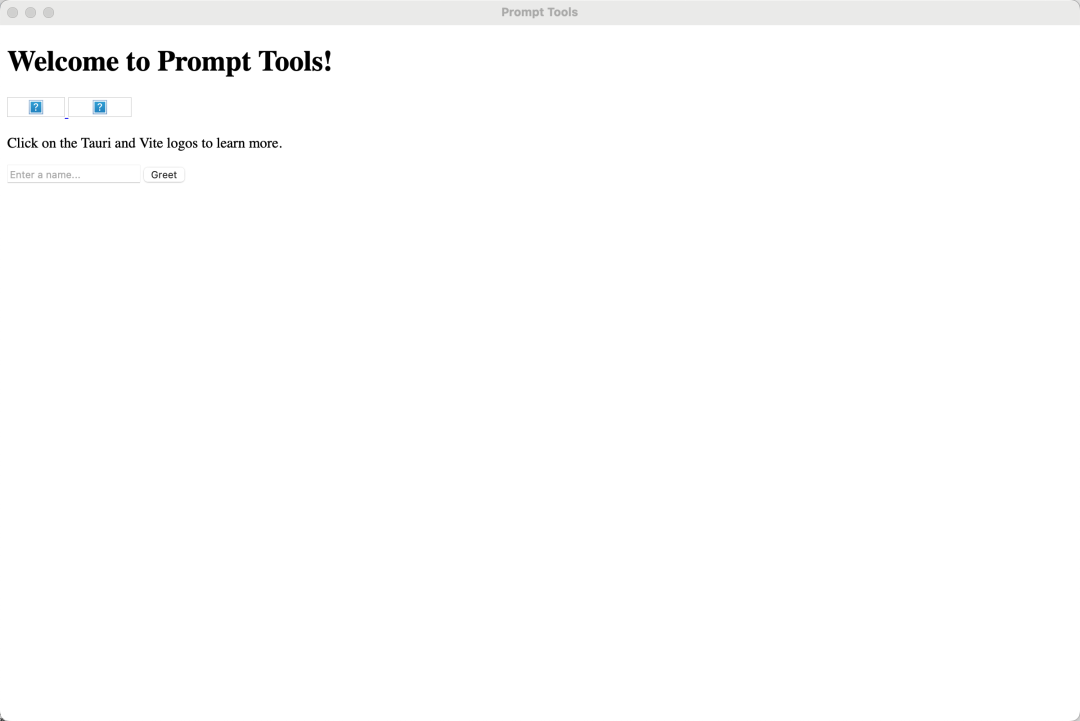 Prompt Tools
Welcome to Prompt Tools!
? ?
Click on the Tauri and Vite logos to learn more.
Enter a name... Greet